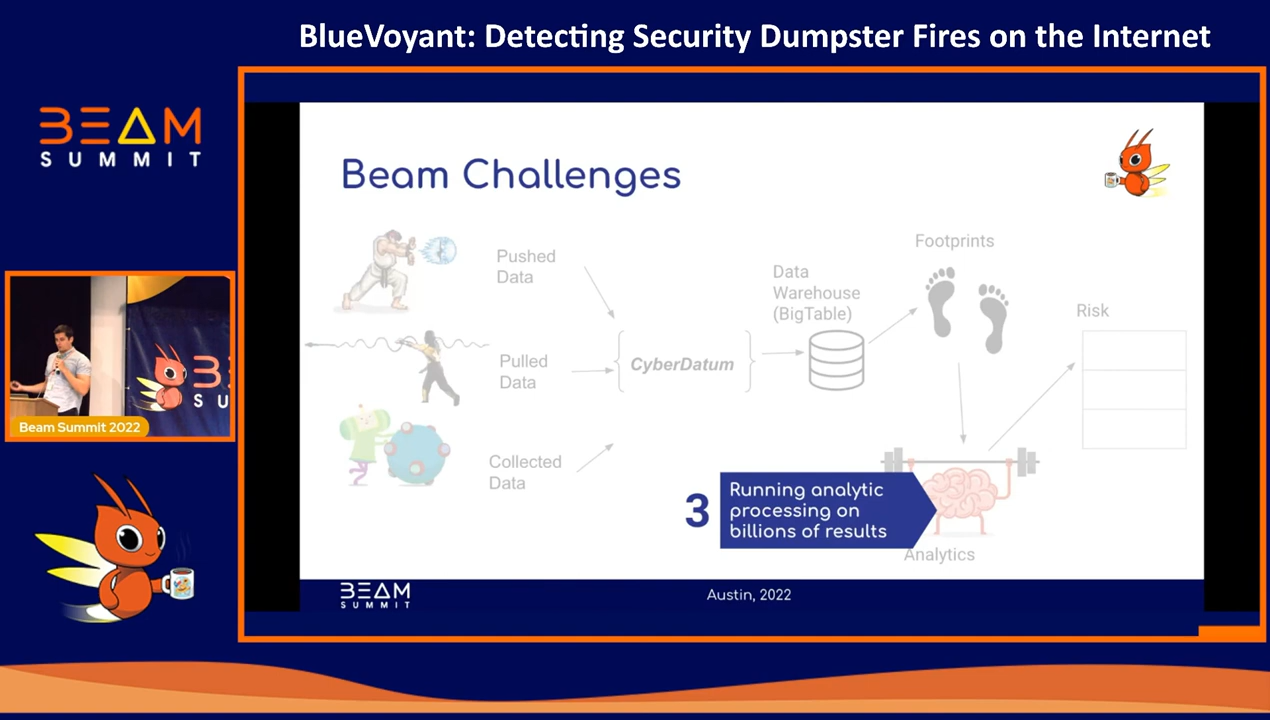 BlueVoyant: Detecting Security Dumpster Fires on the Internet
BEAM
SUMMIT
Beam Challenges
Pushed
Data
Pulled
Data
Collected
Data
CyberDatum
Data
Warehouse
(BigTable)
Footprints
Risk
3
Running analytic
processing on
billions of results
Analytics
B
SU
Beam Summit 2022
BEAM
SUMMIT
Austin, 2022